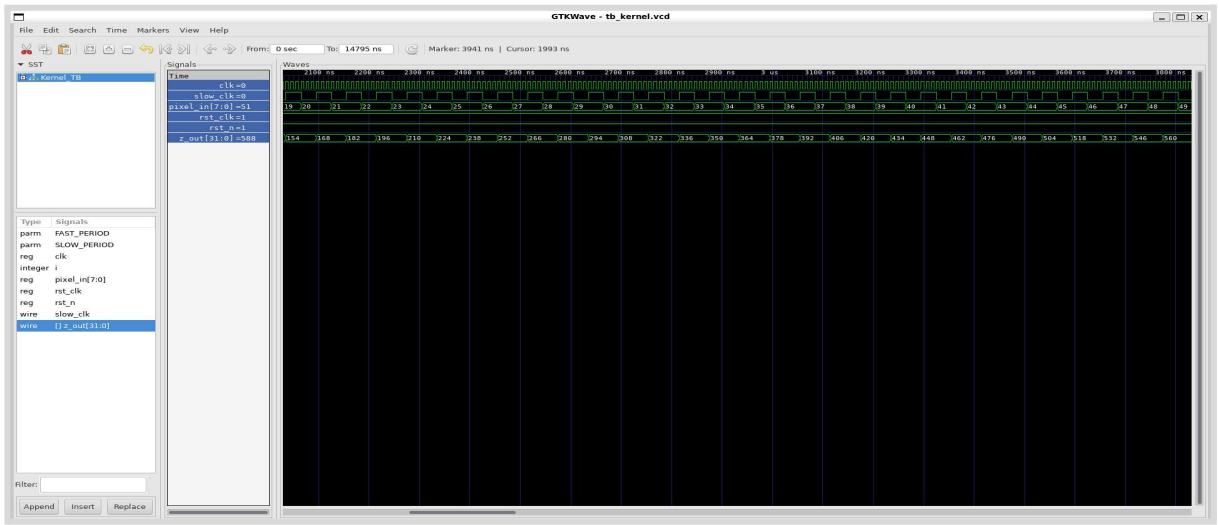 GTKWave - tb_kernel.vcd
File Edit Search Time Markers View Help
From: 0 sec To: 14795 ns Marker: 3941 ns | Cursor: 1993 ns
SST
Kernel_TB
Type Signals
parm FAST_PERIOD
parm SLOW_PERIOD
reg clk
integer i
reg pixel_in[7:0]
reg rst_clk
reg rst_n
wire slow_clk
wire [] z_out[31:0]
Filter:
Append Insert Replace
Signals
Time
clk=0
slow_clk=0
pixel_in[7:0]=51
rst_clk=1
rst_n=1
z_out[31:0]=588
Waves
2100 ns 2200 ns 2300 ns 2400 ns 2500 ns 2600 ns 2700 ns 2800 ns 2900 ns 3 us 3100 ns 3200 ns 3300 ns 3400 ns 3500 ns 3600 ns 3700 ns 3800 ns
19 20 21 22 23 24 25 26 27 28 29 30 31 32 33 34 35 36 37 38 39 40 41 42 43 44 45 46 47 48 49
154 168 182 196 210 224 238 252 266 280 294 308 322 336 350 364 378 392 406 420 434 448 462 476 490 504 518 532 546 560